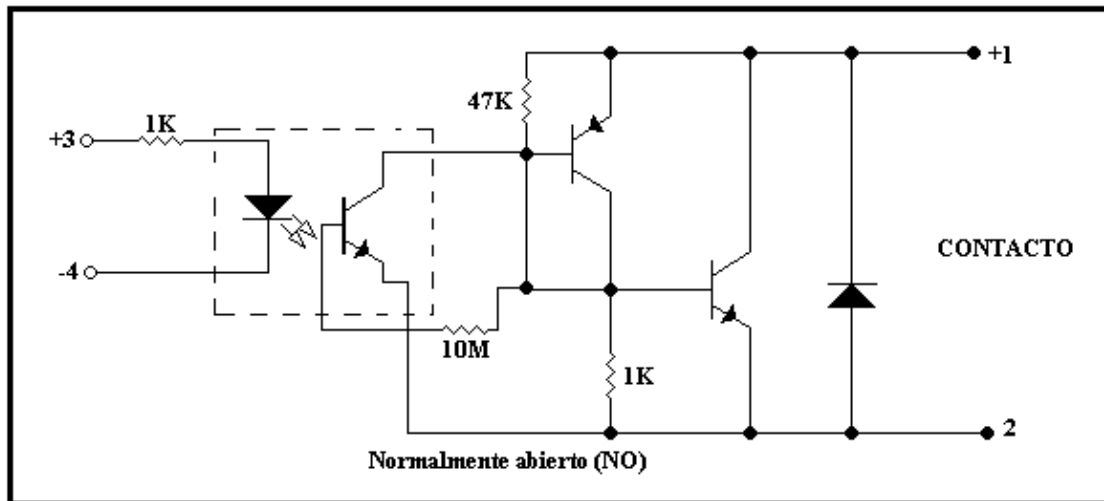 +1
47K
1K
+3
-4
CONTACTO
10M
1K
2
Normalmente abierto (NO)